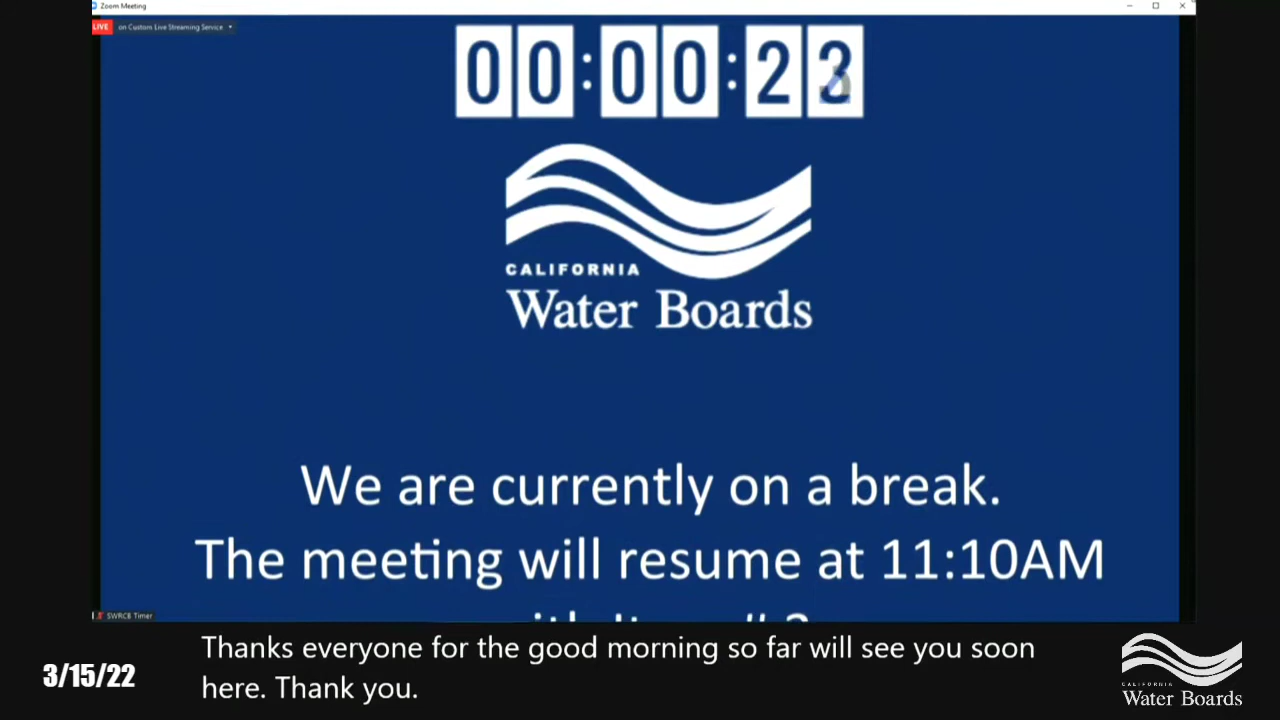 Zoom Meeting
LIVE on Custom Live Streaming Service
00:00:23
CALIFORNIA
Water Boards
We are currently on a break.
The meeting will resume at 11:10AM
SWRCB Timer
Thanks everyone for the good morning so far will see you soon
here. Thank you.
3/15/22
CALIFORNIA
Water Boards